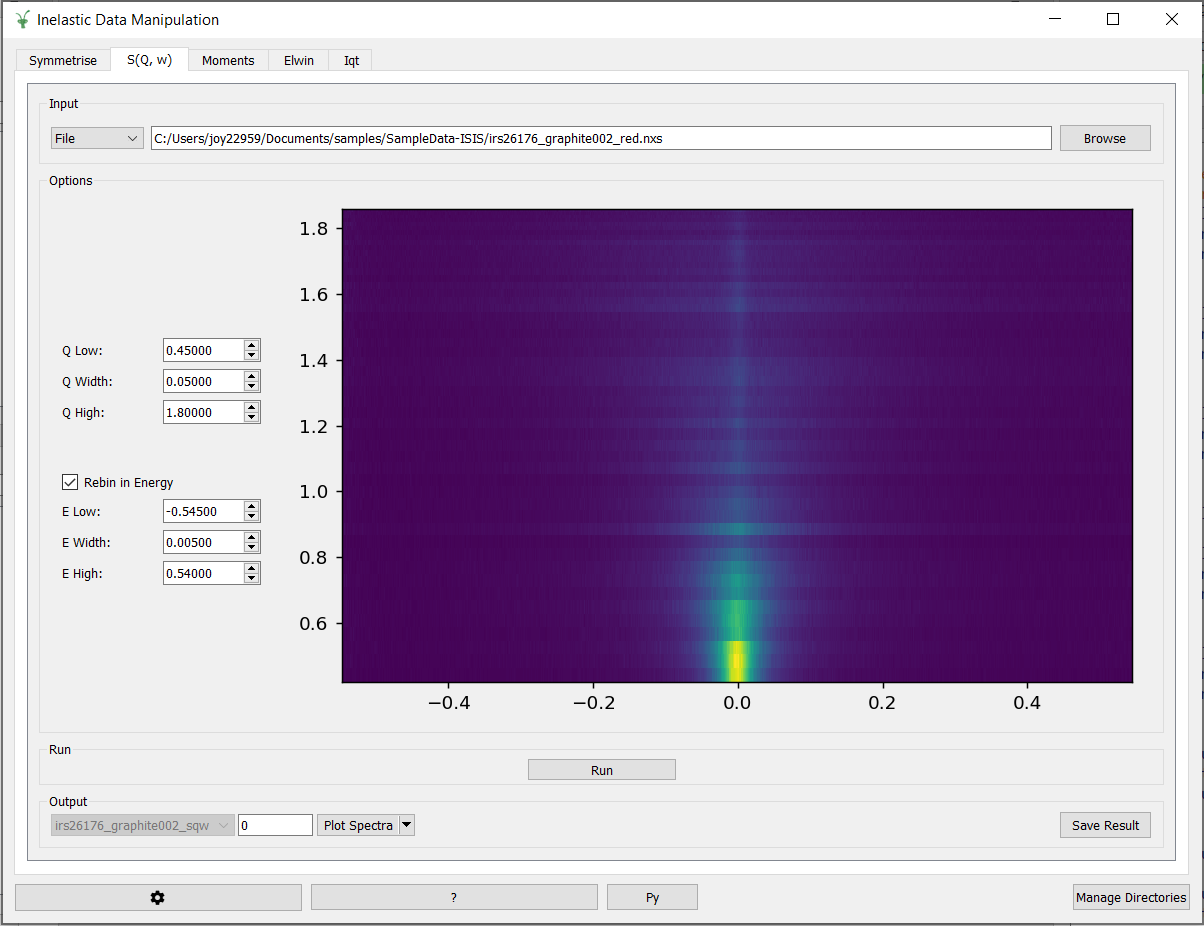 Inelastic Data Manipulation
Symmetrise S(Q, w) Moments Elwin Iqt
Input
File C:/Users/joy22959/Documents/samples/SampleData-ISIS/irs26176_graphite002_red.nxs Browse
Options
1.8
1.6
1.4
1.2
1.0
0.8
0.6
−0.4 −0.2 0.0 0.2 0.4
Q Low: 0.45000
Q Width: 0.05000
Q High: 1.80000
Rebin in Energy
E Low: -0.54500
E Width: 0.00500
E High: 0.54000
Run
Run
Output
irs26176_graphite002_sqw 0 Plot Spectra Save Result
? Py Manage Directories